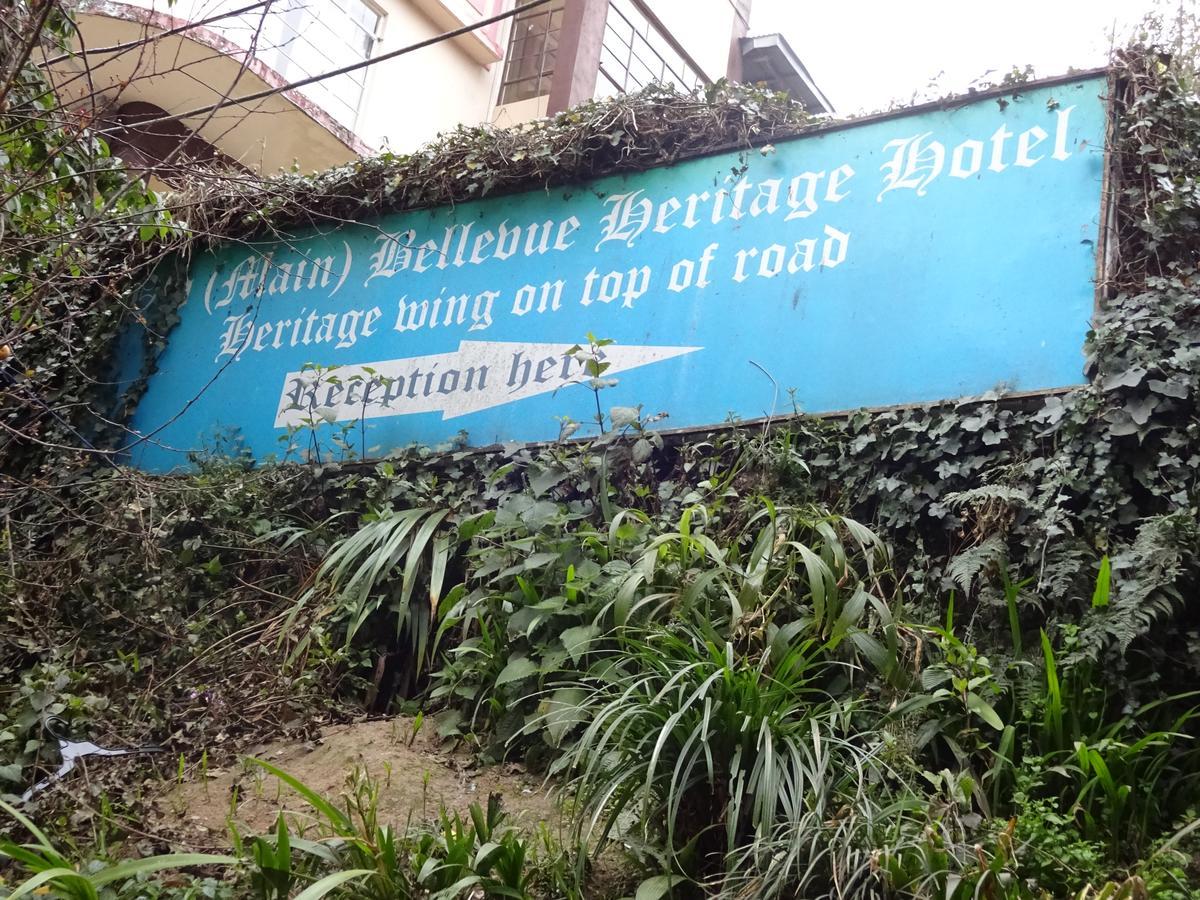 (Main) Bellevue Heritage Hotel
Heritage wing on top of road
Reception here